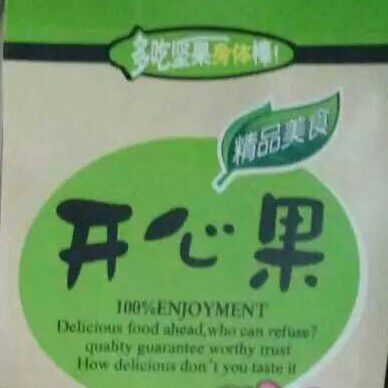 多吃坚果身体棒!
精品美食
开心果
100%ENJOYMENT
Delicious food ahead,who can refuse?
quahty guarantee worthy trust
How delicious don't you taste it